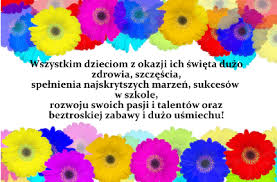 Wszystkim dzieciom z okazji ich święta dużo
zdrowia, szczęścia,
spełnienia najskrytszych marzeń, sukcesów
w szkole,
rozwoju swoich pasji i talentów oraz
beztroskiej zabawy i dużo uśmiechu!